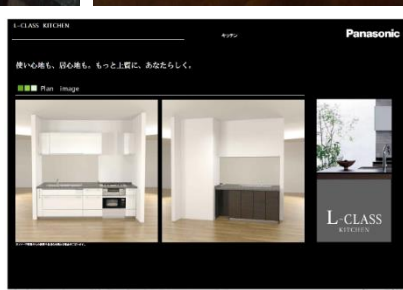 L-CLASS KITCHEN
キッチン
Panasonic
使い心地も、居心地も。もっと上質に、あなたらしく。
Plan image
L-CLASS
KITCHEN